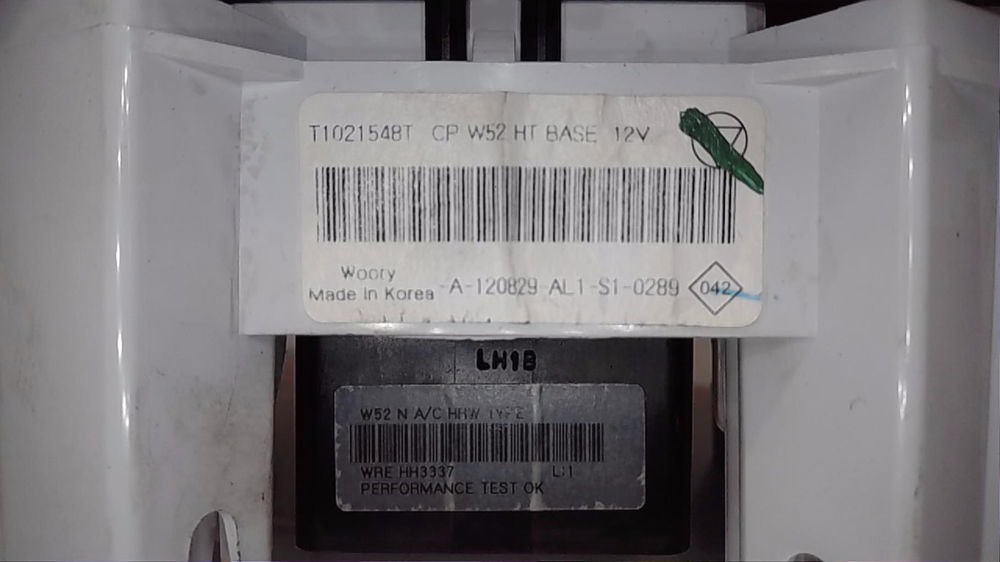 T1021548T CP W52 HT BASE 12V
Woory
Made In Korea -A-120829-AL1-S1-0289 042
LH1B
W52 N A/C HRW TYPE
WRE HH3337 L:1
PERFORMANCE TEST OK